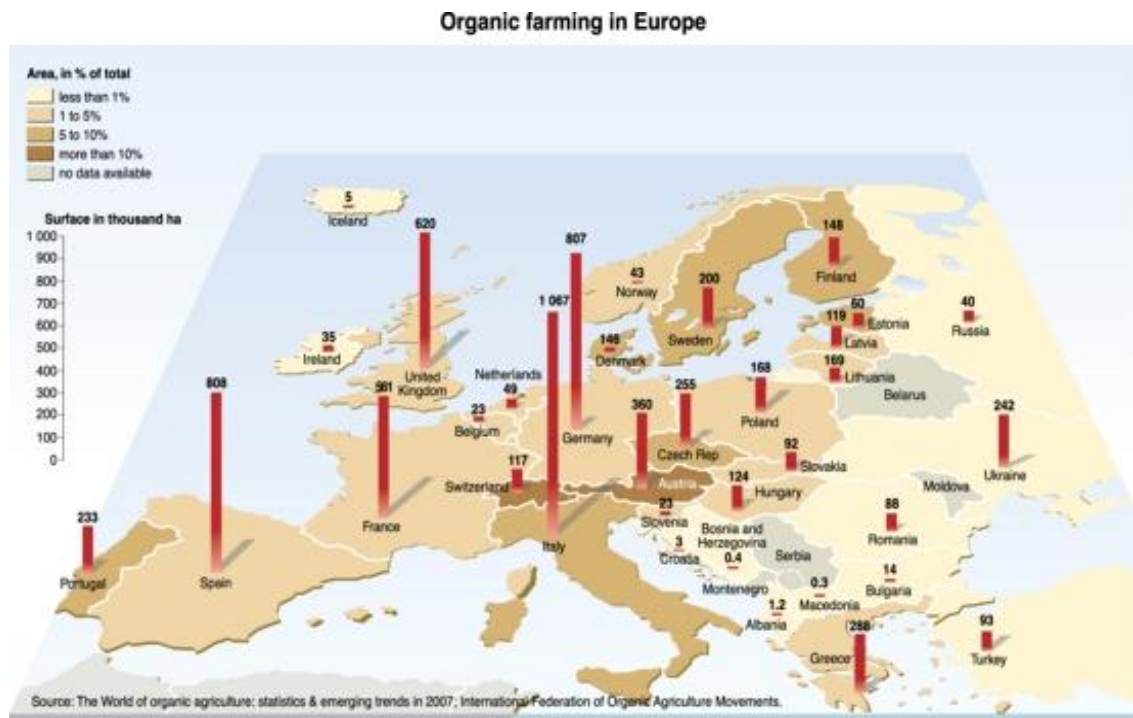 Organic farming in Europe
Area, in % of total
less than 1%
1 to 5%
5 to 10%
more than 10%
no data available
Surface in thousand ha
1 000
900
800
700
600
500
400
300
200
100
0
5
Iceland
620
United
Kingdom
35
Ireland
807
Germany
1 067
Italy
43
Norway
200
Sweden
148
Finland
60
Estonia
119
Latvia
169
Lithuania
40
Russia
Belarus
146
Denmark
Netherlands
49
23
Belgium
561
France
808
Spain
233
Portugal
117
Switzerland
360
Austria
255
Czech Rep
168
Poland
92
Slovakia
124
Hungary
242
Ukraine
Moldova
88
Romania
23
Slovenia
3
Croatia
Bosnia and
Herzegovina
0.4
Serbia
Montenegro
0.3
Macedonia
14
Bulgaria
1.2
Albania
288
Greece
93
Turkey
Source: The World of organic agriculture: statistics & emerging trends in 2007; International Federation of Organic Agriculture Movements.